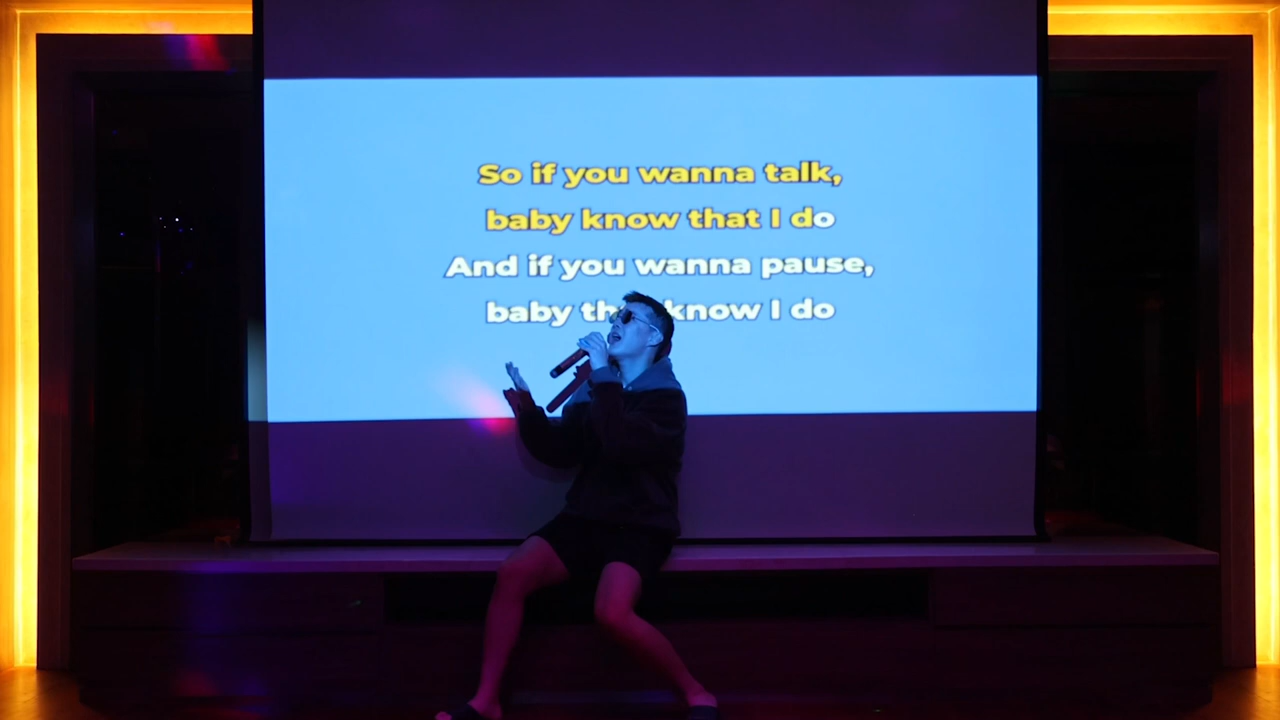 So if you wanna talk,
baby know that I do
And if you wanna pause,
baby know I do